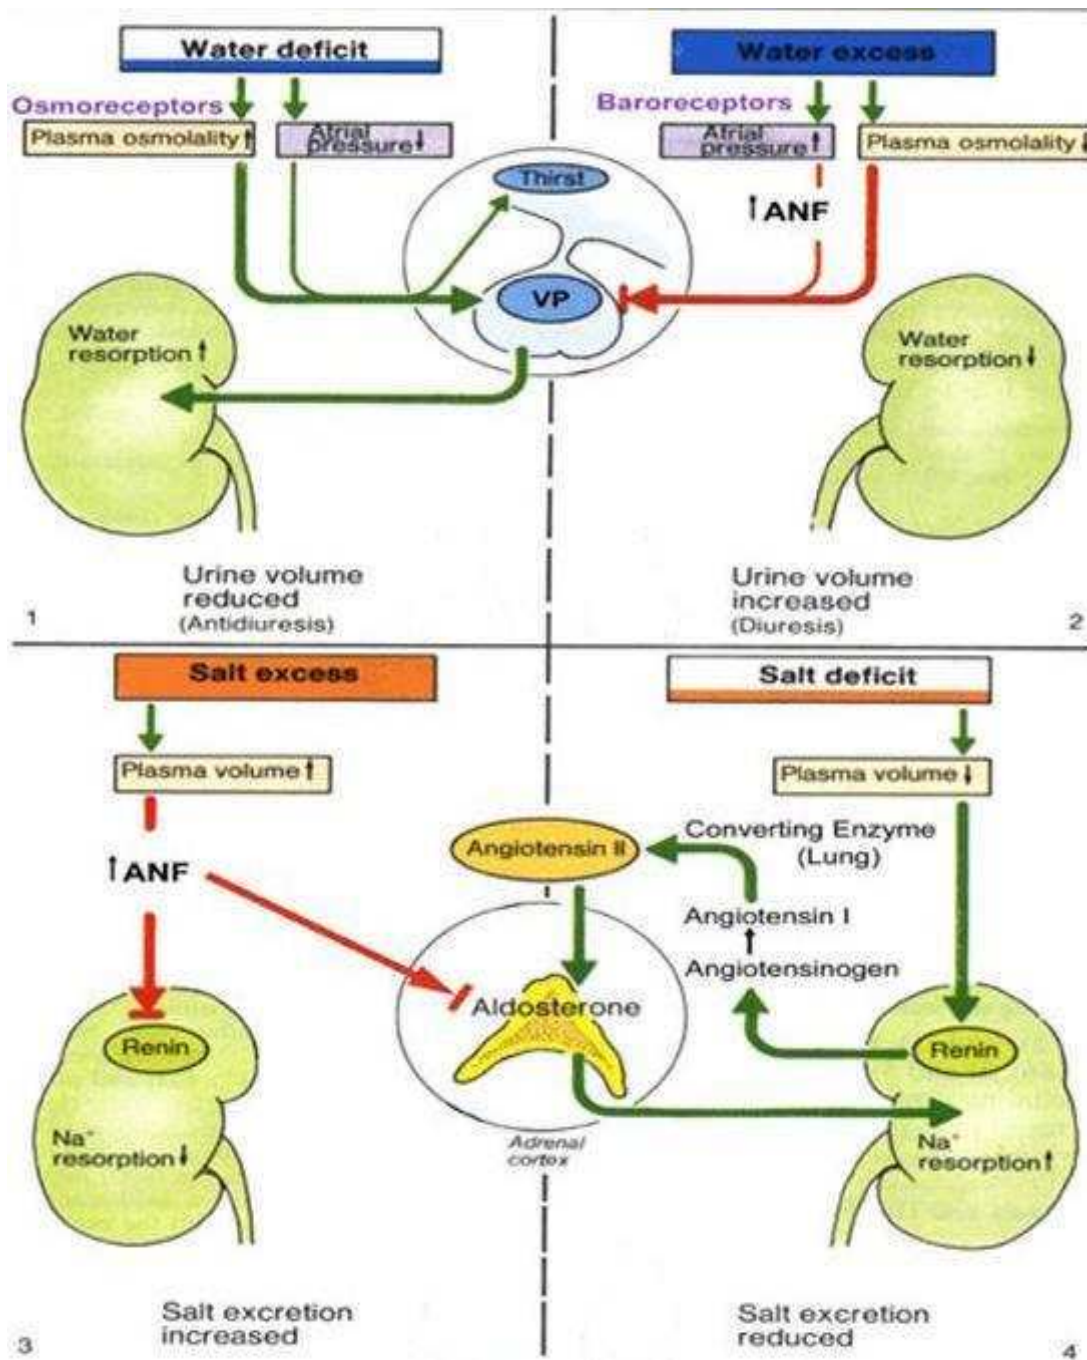 Water deficit
Osmoreceptors
Plasma osmolality ↑
Atrial
pressure ↓
Water excess
Baroreceptors
Atrial
pressure ↑
Plasma osmolality ↓
↑ ANF
Thirst
VP
Water
resorption ↑
Water
resorption ↓
Urine volume
reduced
(Antidiuresis)
1
Urine volume
increased
(Diuresis)
2
Salt excess
Plasma volume ↑
↑ ANF
Renin
Na⁺
resorption ↓
Salt excretion
increased
3
Salt deficit
Plasma volume ↓
Converting Enzyme
(Lung)
Angiotensin II
Angiotensin I
↑
Angiotensinogen
Aldosterone
Renin
Adrenal
cortex
Na⁺
resorption ↑
Salt excretion
reduced
4